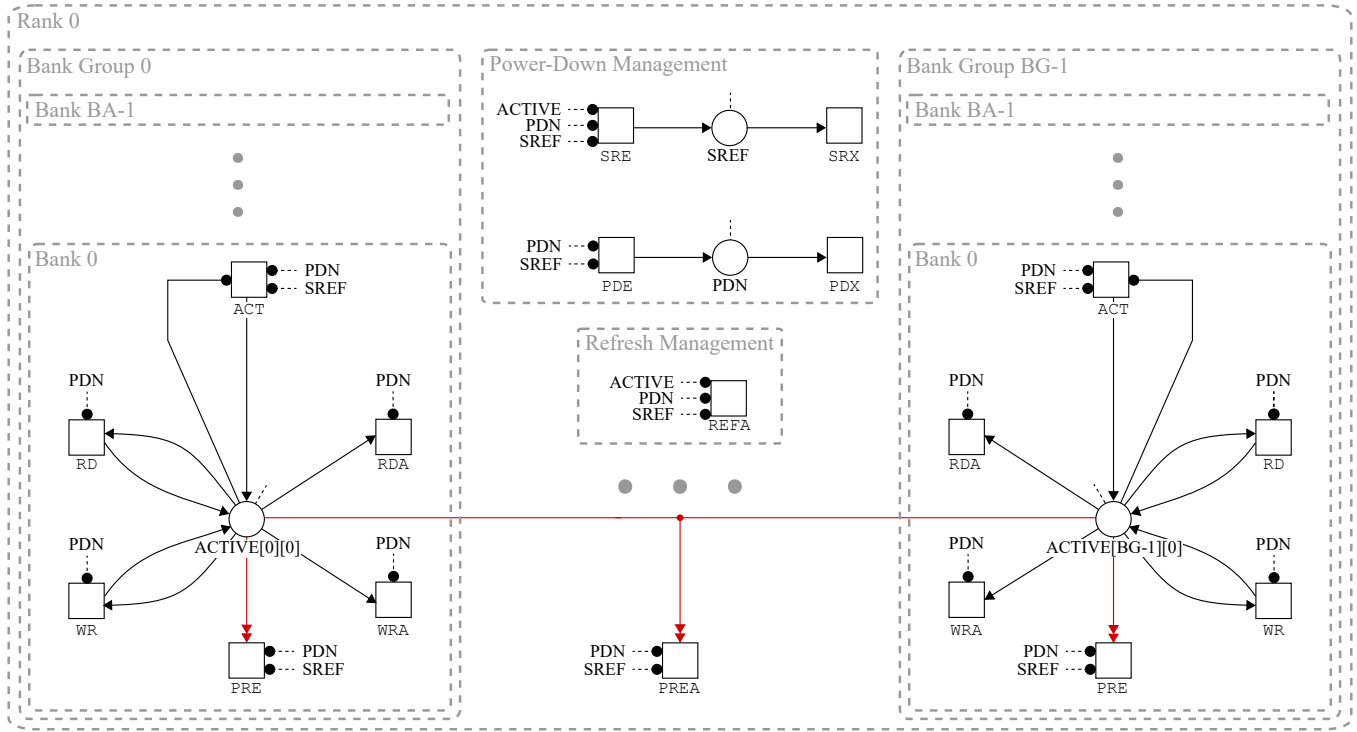 Rank 0
Bank Group 0
Bank BA-1
Bank 0
PDN
SREF
ACT
PDN
RD
PDN
RDA
ACTIVE[0][0]
PDN
WR
PDN
WRA
PDN
SREF
PRE
Power-Down Management
ACTIVE
PDN
SREF
SRE
SREF
SRX
PDN
SREF
PDE
PDN
PDX
Refresh Management
ACTIVE
PDN
SREF
REFA
PDN
SREF
PREA
Bank Group BG-1
Bank BA-1
Bank 0
PDN
SREF
ACT
PDN
RDA
PDN
RD
ACTIVE[BG-1][0]
PDN
WRA
PDN
WR
PDN
SREF
PRE